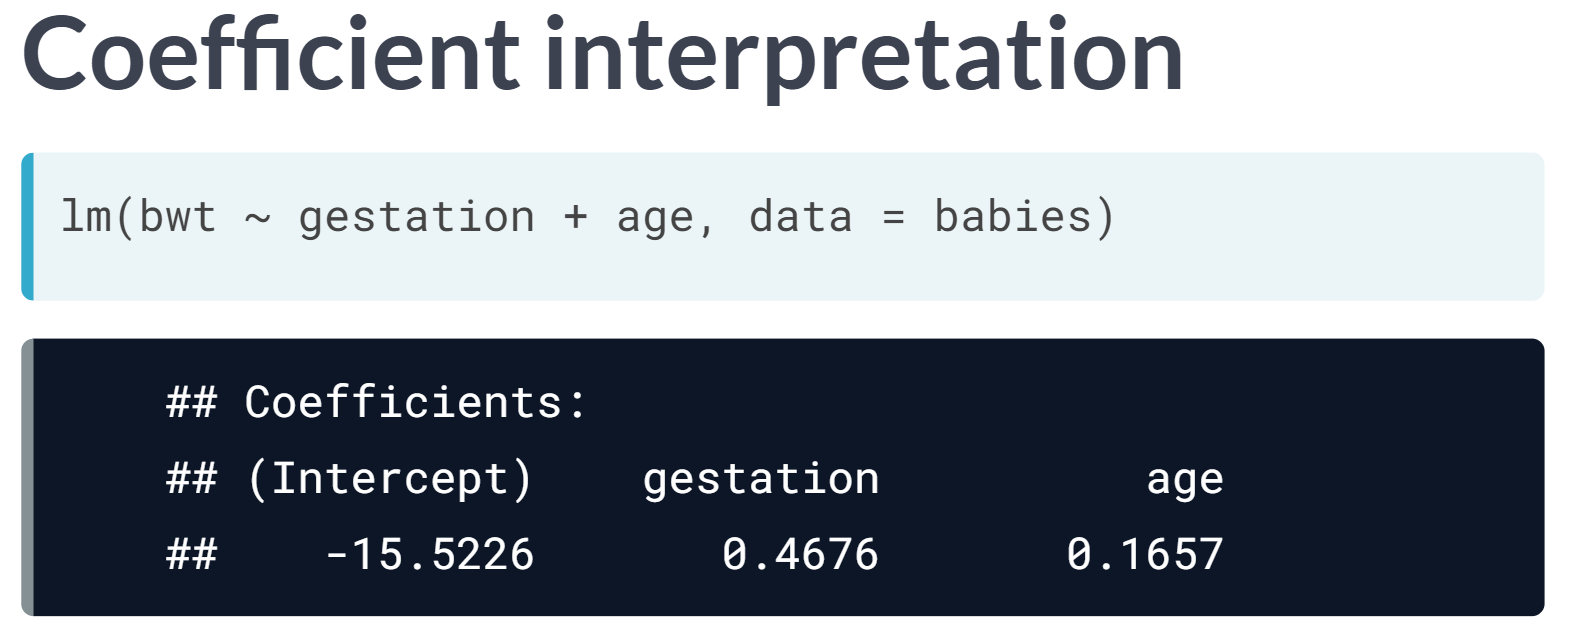 Coefficient interpretation
lm(bwt ~ gestation + age, data = babies)
## Coefficients:
## (Intercept)    gestation          age
##    -15.5226       0.4676       0.1657